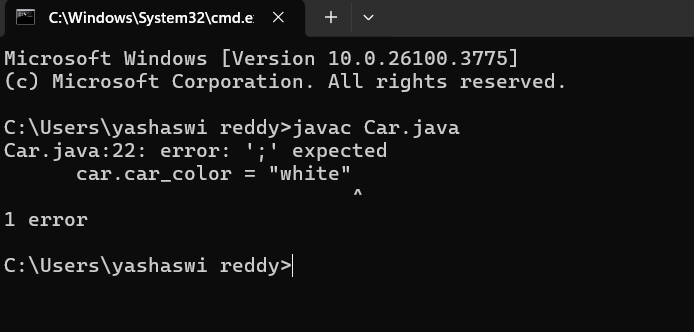 C:\Windows\System32\cmd.e
Microsoft Windows [Version 10.0.26100.3775]
(c) Microsoft Corporation. All rights reserved.
C:\Users\yashaswi reddy>javac Car.java
Car.java:22: error: ';' expected
car.car_color = "white"
^
1 error
C:\Users\yashaswi reddy>